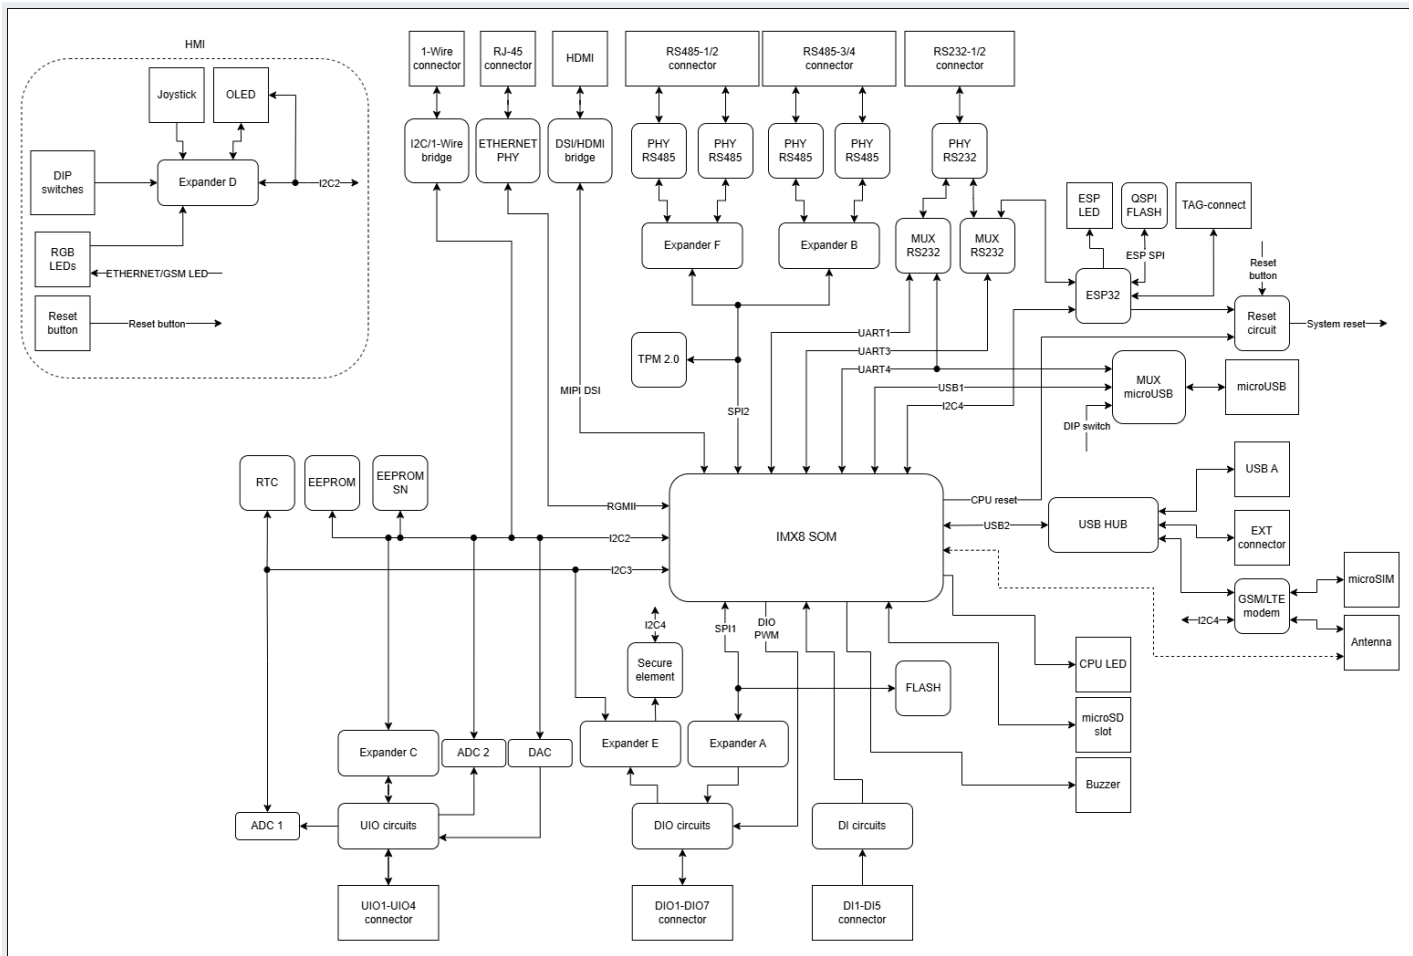 HMI
Joystick
OLED
DIP
switches
Expander D
I2C2
RGB
LEDs
ETHERNET/GSM LED
Reset
button
Reset button
1-Wire
connector
RJ-45
connector
HDMI
RS485-1/2
connector
RS485-3/4
connector
RS232-1/2
connector
I2C/1-Wire
bridge
ETHERNET
PHY
DSI/HDMI
bridge
PHY
RS485
PHY
RS485
PHY
RS485
PHY
RS485
PHY
RS232
Expander F
Expander B
MUX
RS232
MUX
RS232
ESP
LED
QSPI
FLASH
TAG-connect
ESP SPI
ESP32
Reset
button
Reset
circuit
System reset
UART1
UART3
UART4
USB1
I2C4
TPM 2.0
MIPI DSI
SPI2
MUX
microUSB
microUSB
DIP switch
RTC
EEPROM
EEPROM
SN
RGMII
I2C2
I2C3
IMX8 SOM
CPU reset
USB2
USB HUB
USB A
EXT
connector
GSM/LTE
modem
microSIM
I2C4
Antenna
I2C4
SPI1
DIO
PWM
Secure
element
FLASH
CPU LED
microSD
slot
Buzzer
Expander C
ADC 2
DAC
Expander E
Expander A
ADC 1
UIO circuits
DIO circuits
DI circuits
UIO1-UIO4
connector
DIO1-DIO7
connector
DI1-DI5
connector